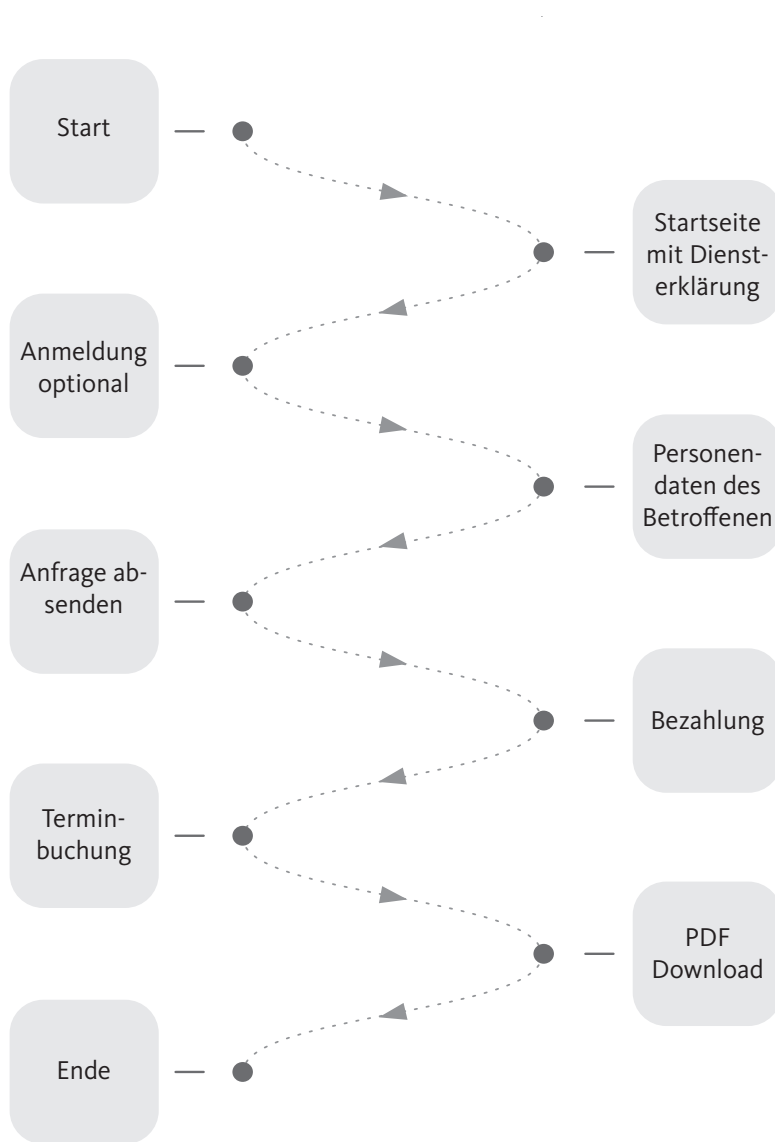 Start
Startseite
mit Dienst-
erklärung
Anmeldung
optional
Personen-
daten des
Betroffenen
Anfrage ab-
senden
Bezahlung
Termin-
buchung
PDF
Download
Ende